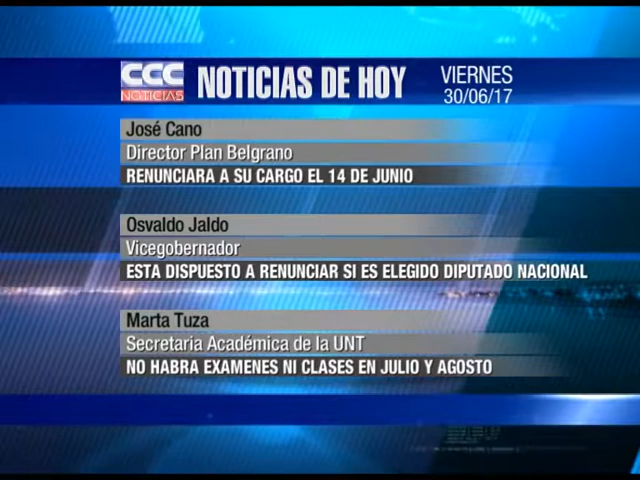 CCC
NOTICIAS
NOTICIAS DE HOY
VIERNES
30/06/17
José Cano
Director Plan Belgrano
RENUNCIARA A SU CARGO EL 14 DE JUNIO
Osvaldo Jaldo
Vicegobernador
ESTA DISPUESTO A RENUNCIAR SI ES ELEGIDO DIPUTADO NACIONAL
Marta Tuza
Secretaria Académica de la UNT
NO HABRA EXAMENES NI CLASES EN JULIO Y AGOSTO